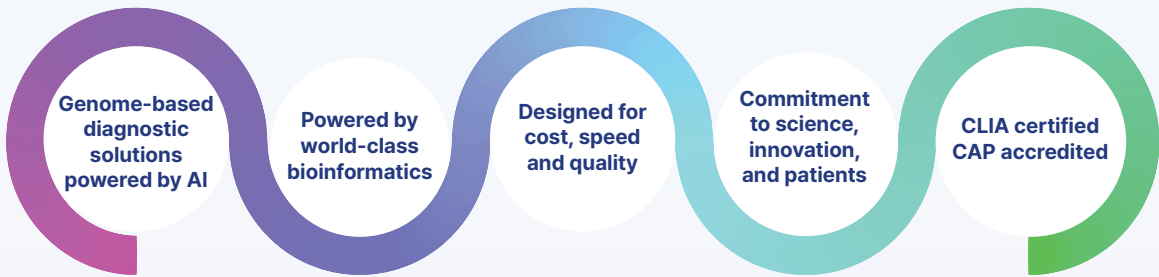 Genome-based
diagnostic
solutions
powered by AI
Powered by
world-class
bioinformatics
Designed for
cost, speed
and quality
Commitment
to science,
innovation,
and patients
CLIA certified
CAP accredited